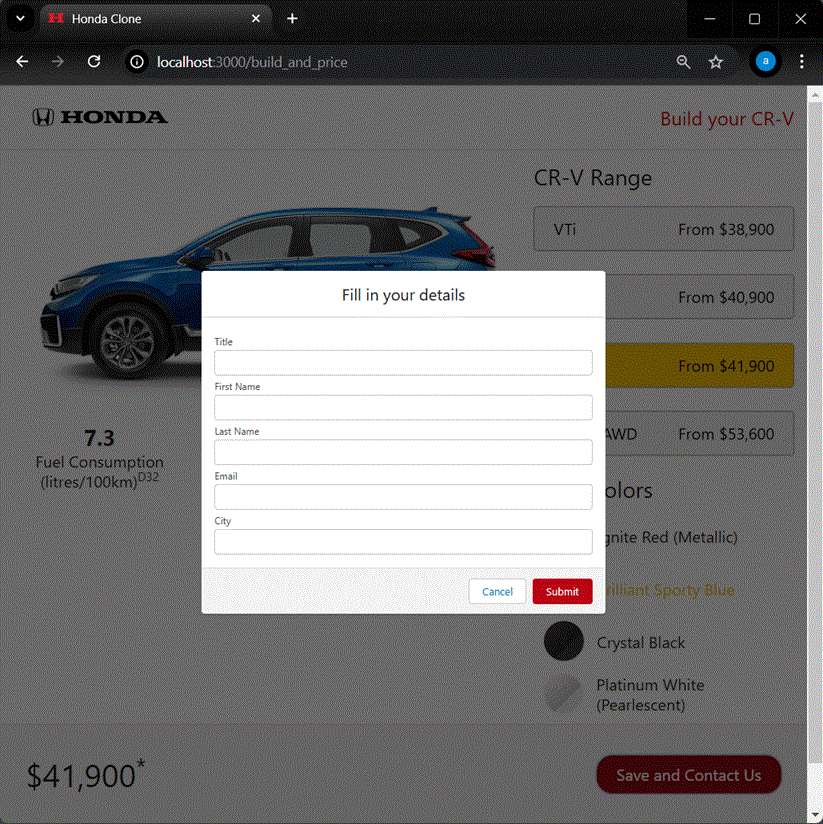 Honda Clone
localhost:3000/build_and_price
a
HONDA
Build your CR-V
CR-V Range
VTi From $38,900
From $40,900
From $41,900
AWD From $53,600
Fill in your details
Title
First Name
Last Name
Email
City
Cancel Submit
7.3
Fuel Consumption
(litres/100km)D32
olors
gnite Red (Metallic)
rilliant Sporty Blue
Crystal Black
Platinum White
(Pearlescent)
$41,900*
Save and Contact Us